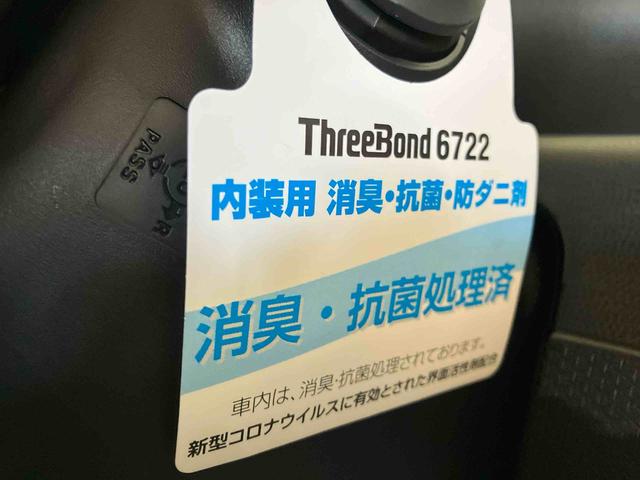 ThreeBond 6722
内装用 消臭・抗菌・防ダニ剤
消臭・抗菌処理済
車内は、消臭・抗菌処理されております。
新型コロナウイルスに有効とされた界面活性剤配合
PASS